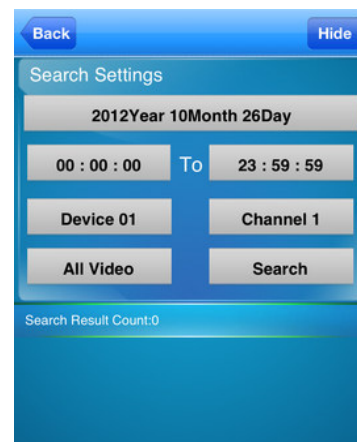 Back Hide
Search Settings
2012Year 10Month 26Day
00 : 00 : 00 To 23 : 59 : 59
Device 01 Channel 1
All Video Search
Search Result Count:0